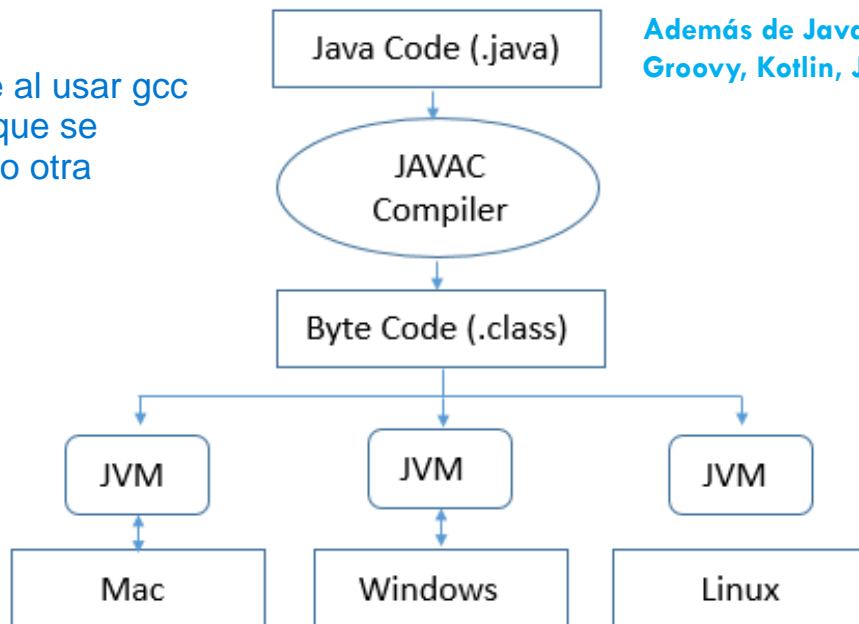 Java Code (.java)
Además de Java
Groovy, Kotlin, J
e al usar gcc
que se
o otra
JAVAC
Compiler
Byte Code (.class)
JVM
JVM
JVM
Mac
Windows
Linux